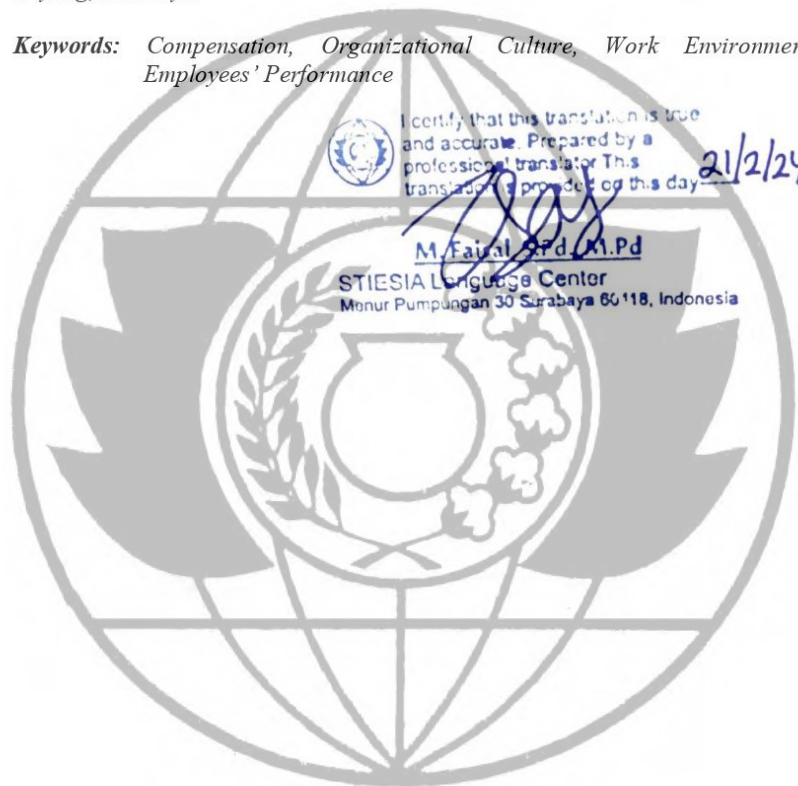 Keywords: Compensation, Organizational Culture, Work Environmen
Employees' Performance
I certify that this translation is true
and accurate. Prepared by a
professional translator This
translation is provided on this day 21/2/24
M. Faisal S.Pd. M.Pd
STIESIA Language Center
Menur Pumpungan 30 Surabaya 60118, Indonesia